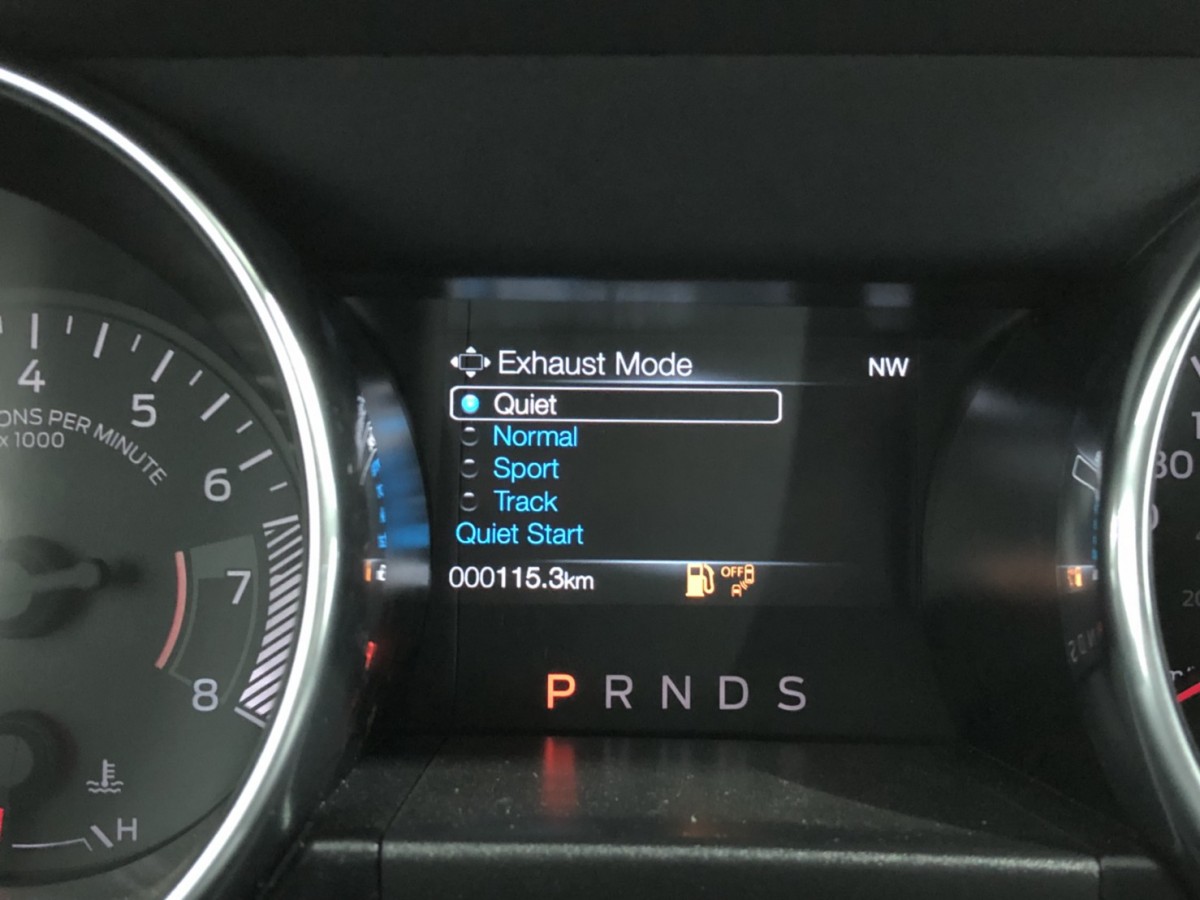 Exhaust Mode NW
Quiet
Normal
Sport
Track
Quiet Start
000115.3km OFF
P R N D S
4
5
6
7
8
PER MINUTE
x 1000
H